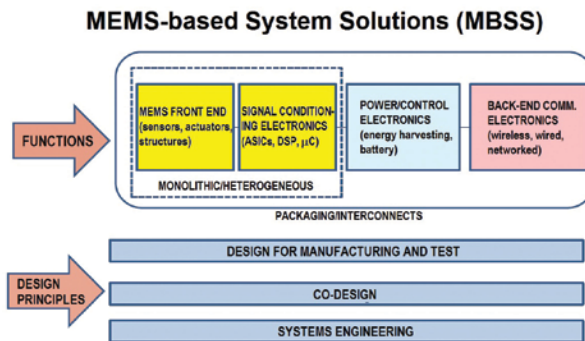 MEMS-based System Solutions (MBSS)
FUNCTIONS
MEMS FRONT END
(sensors, actuators,
structures)
SIGNAL CONDITION-
ING ELECTRONICS
(ASICs, DSP, μC)
POWER/CONTROL
ELECTRONICS
(energy harvesting,
battery)
BACK-END COMM.
ELECTRONICS
(wireless, wired,
networked)
MONOLITHIC/HETEROGENEOUS
PACKAGING/INTERCONNECTS
DESIGN
PRINCIPLES
DESIGN FOR MANUFACTURING AND TEST
CO-DESIGN
SYSTEMS ENGINEERING